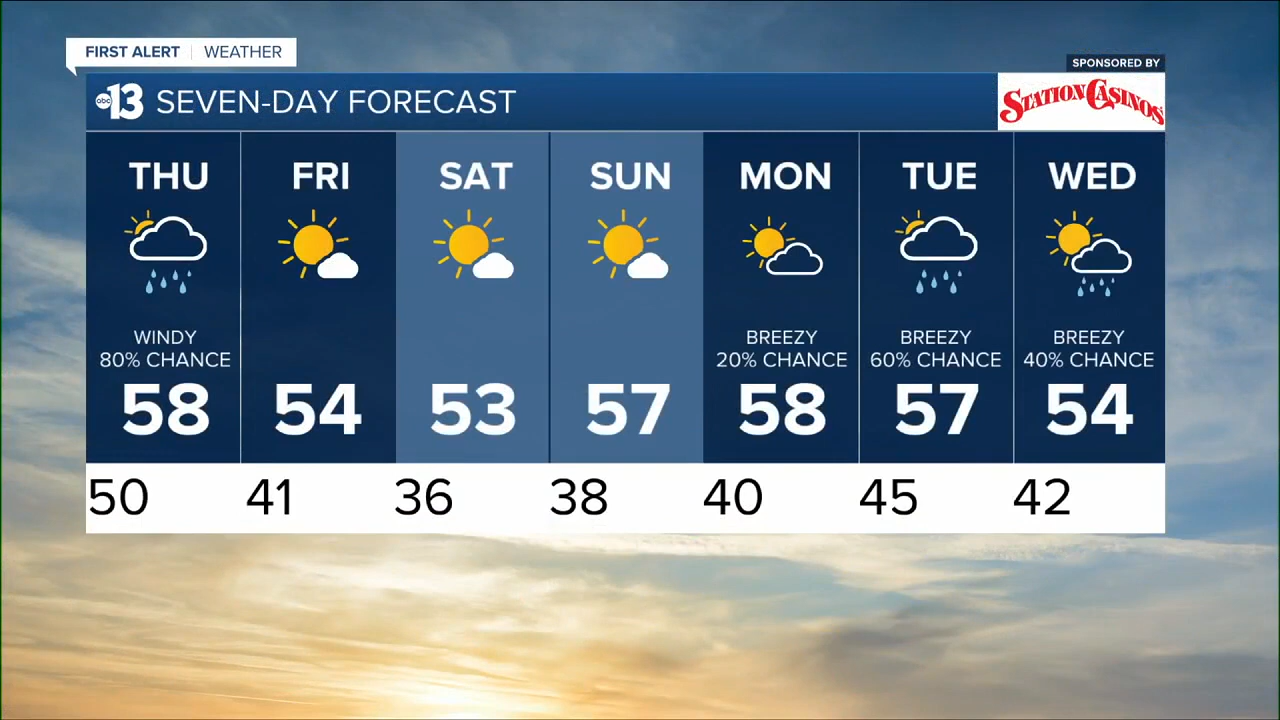 FIRST ALERT | WEATHER
SPONSORED BY
abc 13 SEVEN-DAY FORECAST
STATION CASINOS
THU FRI SAT SUN MON TUE WED
WINDY BREEZY BREEZY BREEZY
80% CHANCE 20% CHANCE 60% CHANCE 40% CHANCE
58 54 53 57 58 57 54
50 41 36 38 40 45 42